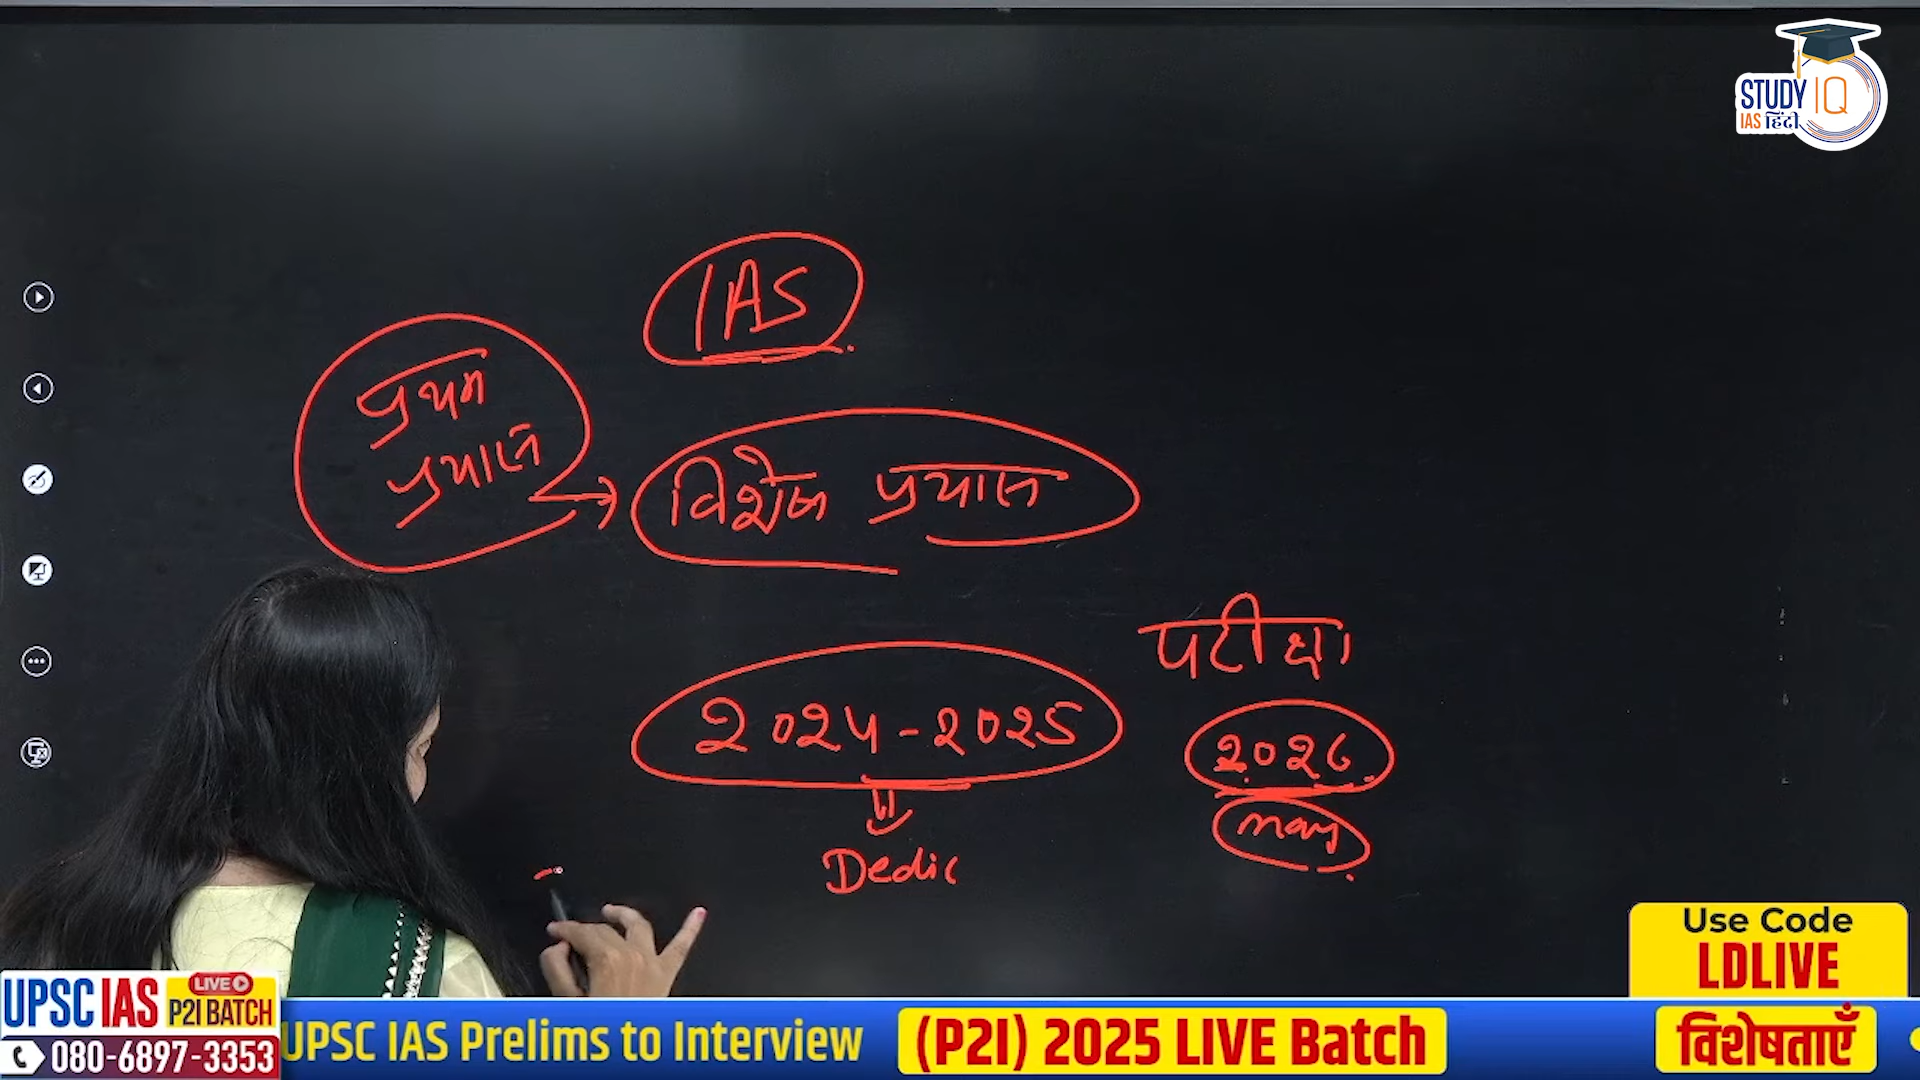 STUDY IQ
IAS हिंदी
IAS
प्रथम
प्रयास
विशेष प्रयास
परीक्षा
2024-2025
2026
may
Dedic
Use Code
LDLIVE
UPSC IAS LIVE
P2I BATCH
080-6897-3353
UPSC IAS Prelims to Interview (P2I) 2025 LIVE Batch विशेषताएँ